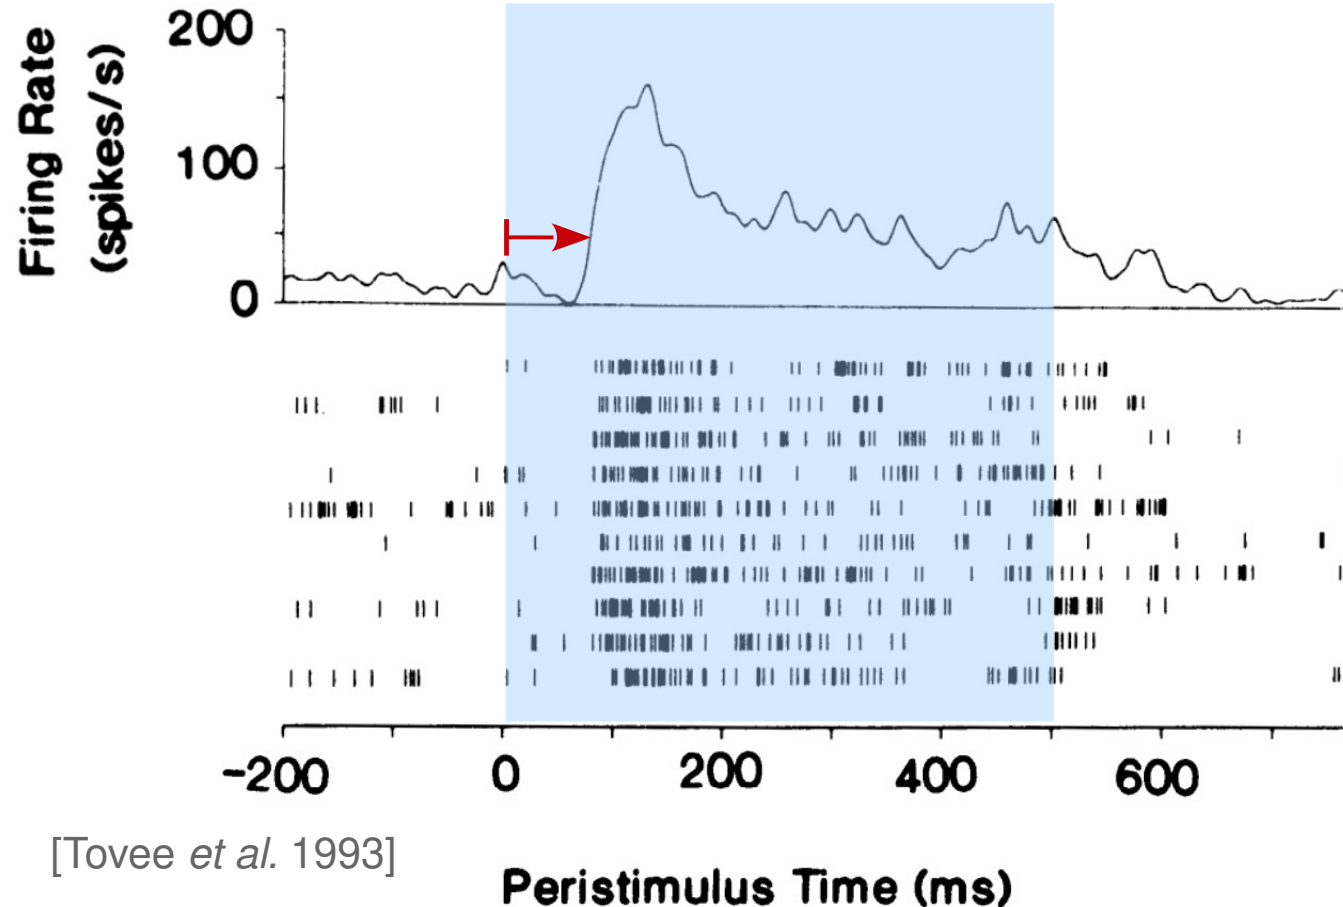 Firing Rate
(spikes/s)
200
100
0
-200 0 200 400 600
[Tovee et al. 1993]
Peristimulus Time (ms)